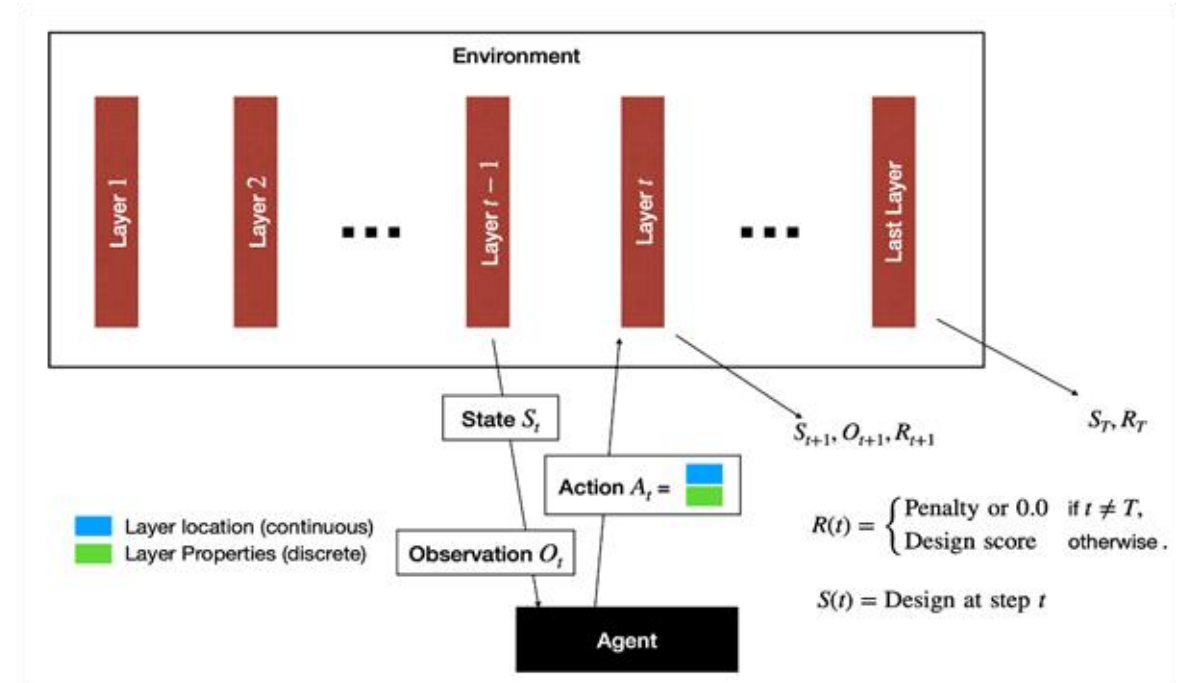 Environment
Layer 1
Layer 2
Layer t − 1
Layer t
Last Layer
State S_t
S_{t+1}, O_{t+1}, R_{t+1}
S_T, R_T
Action A_t =
Layer location (continuous)
Layer Properties (discrete)
Observation O_t
R(t) = { Penalty or 0.0 if t ≠ T,
Design score otherwise.
S(t) = Design at step t
Agent